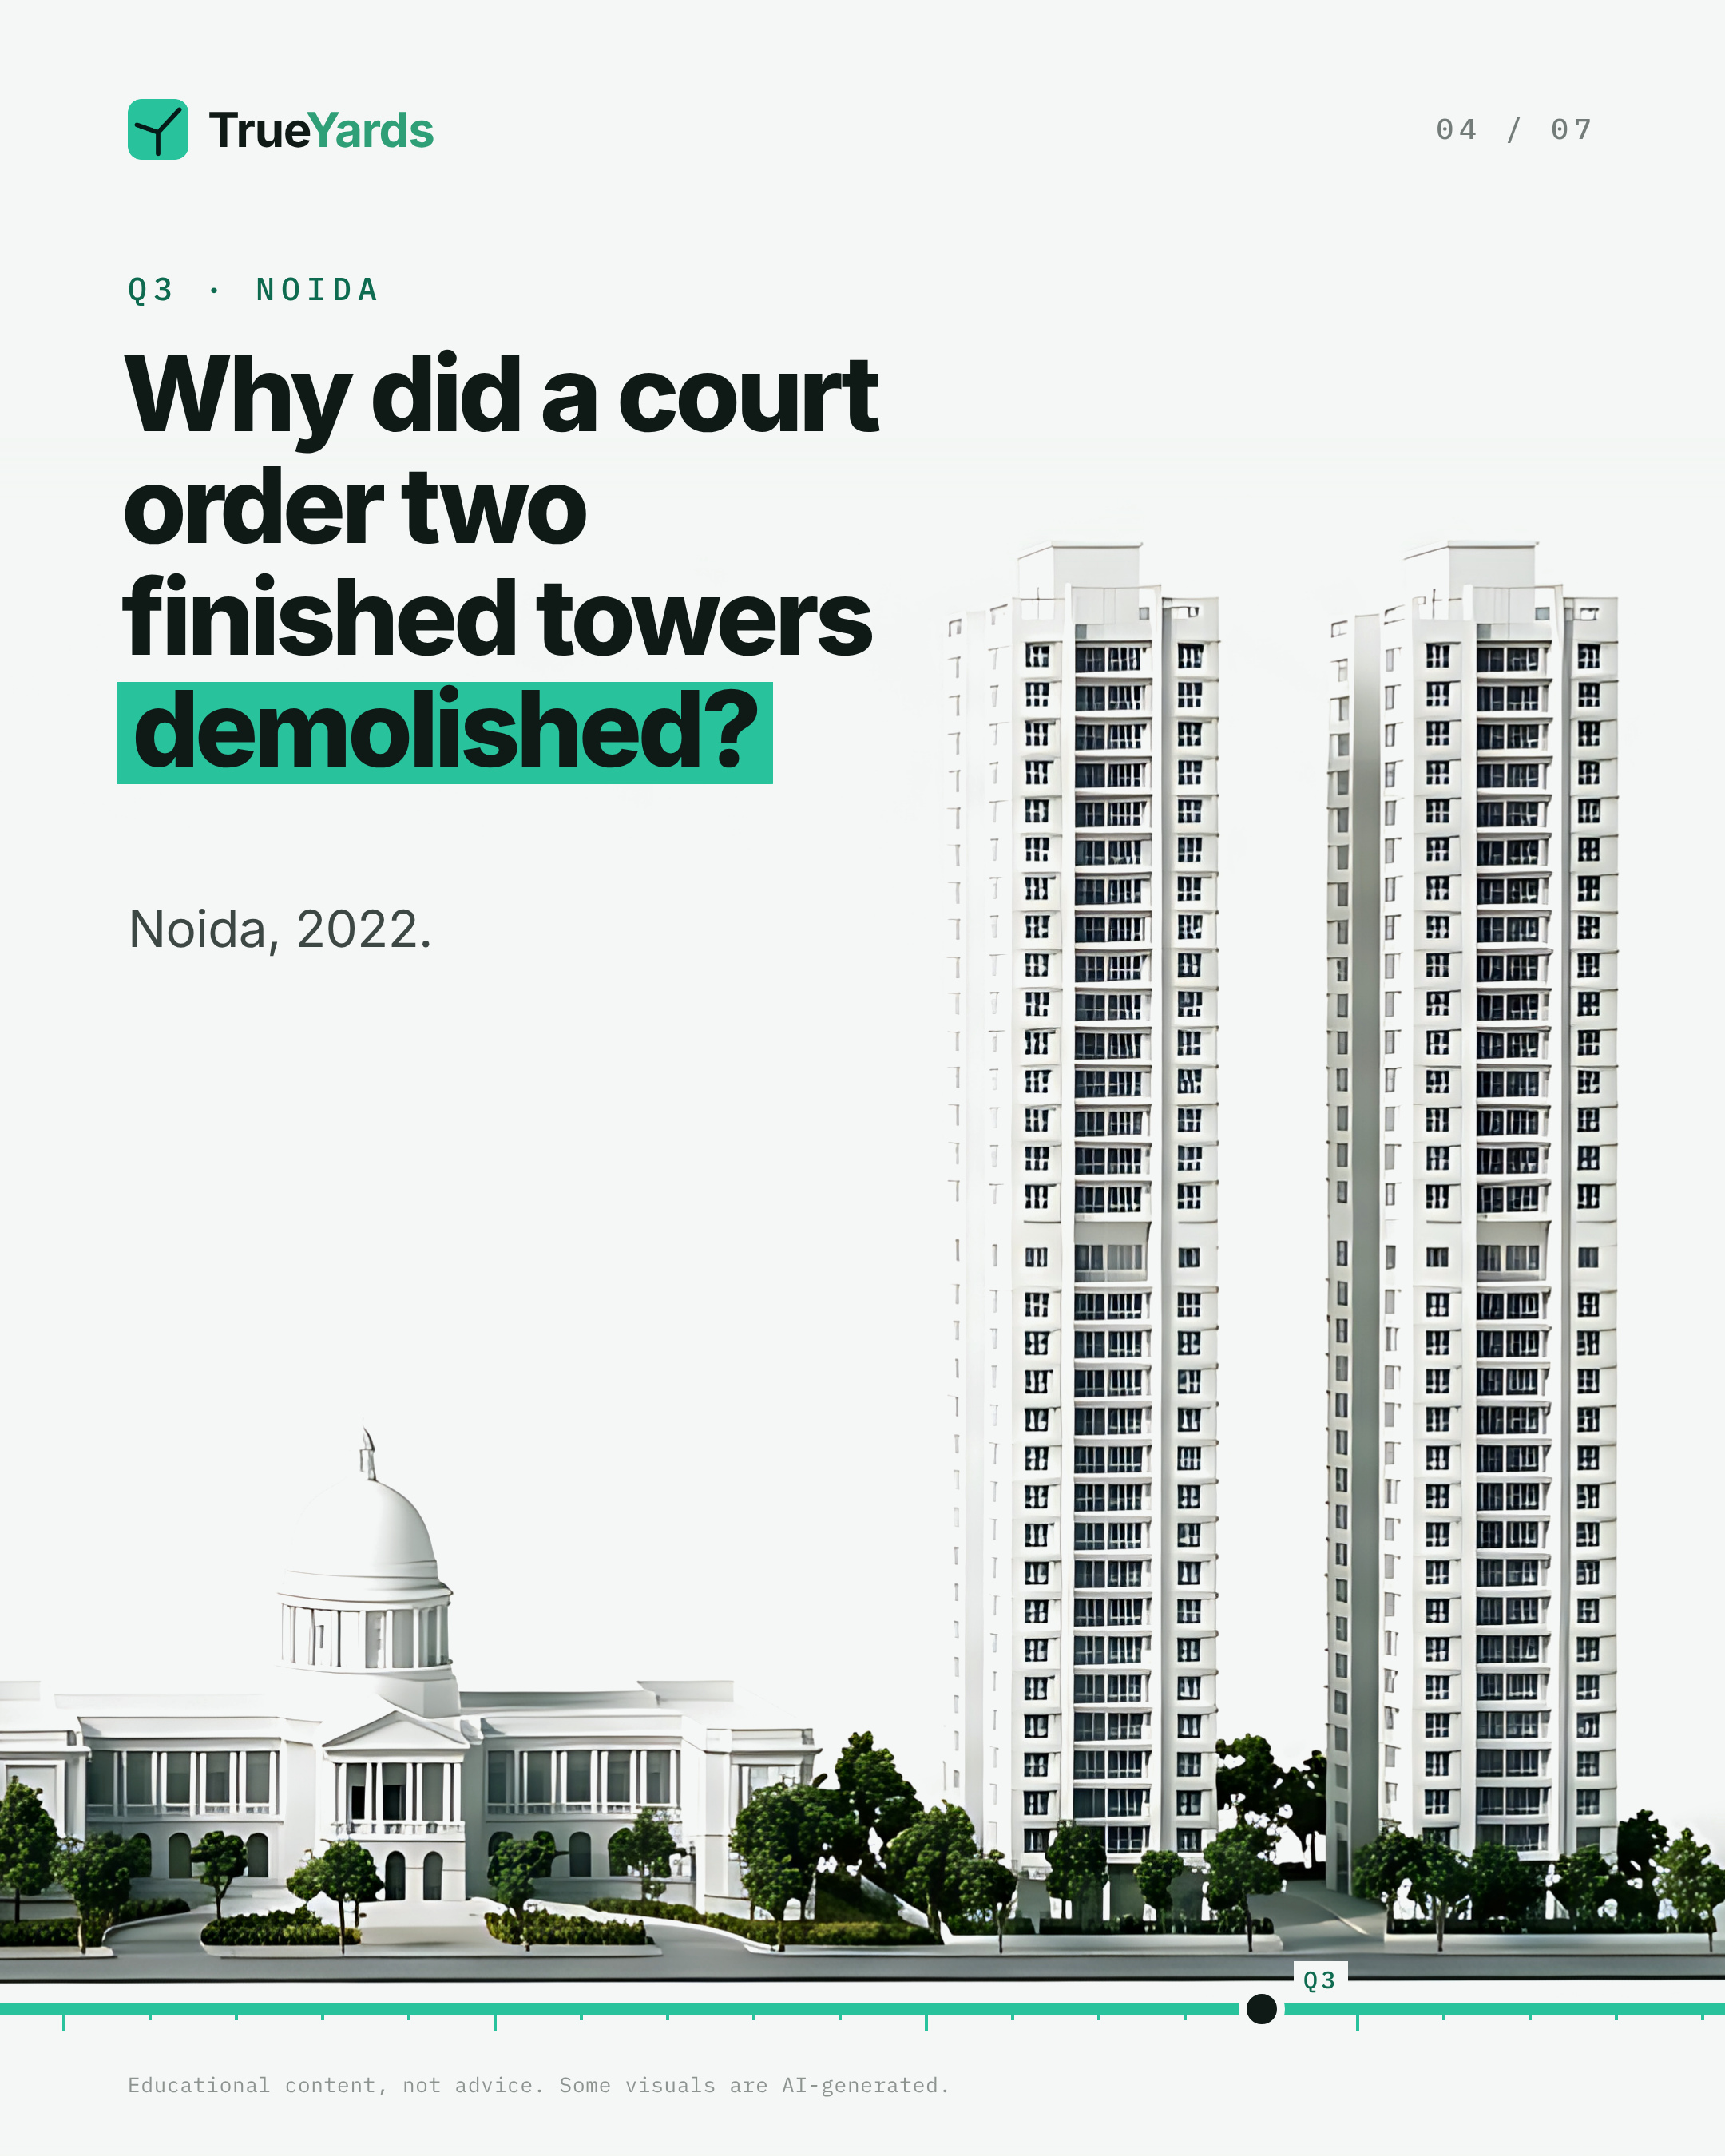 TrueYards
04 / 07
Q3 · NOIDA
Why did a court
order two
finished towers
demolished?
Noida, 2022.
Q3
Educational content, not advice. Some visuals are AI-generated.